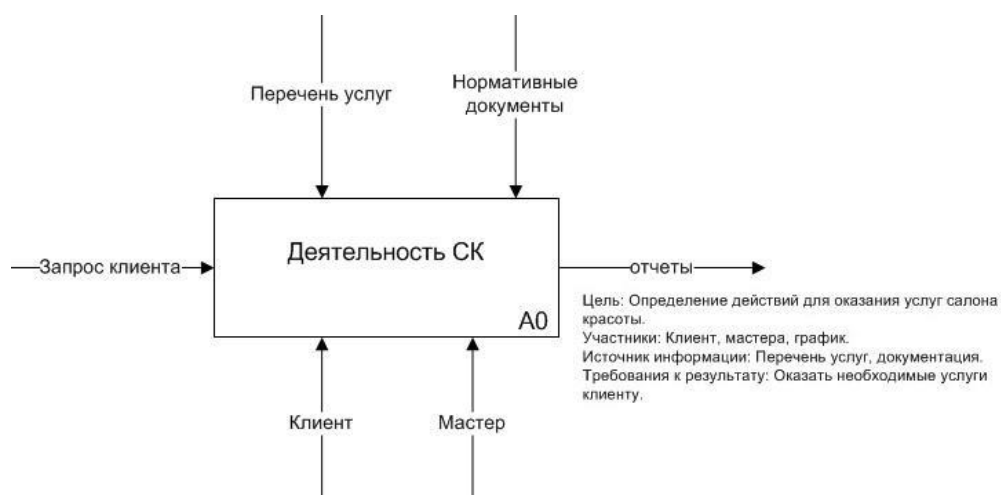 Перечень услуг
Нормативные
документы
Запрос клиента
Деятельность СК
A0
отчеты
Цель: Определение действий для оказания услуг салона
красоты.
Участники: Клиент, мастера, график.
Источник информации: Перечень услуг, документация.
Требования к результату: Оказать необходимые услуги
клиенту.
Клиент
Мастер